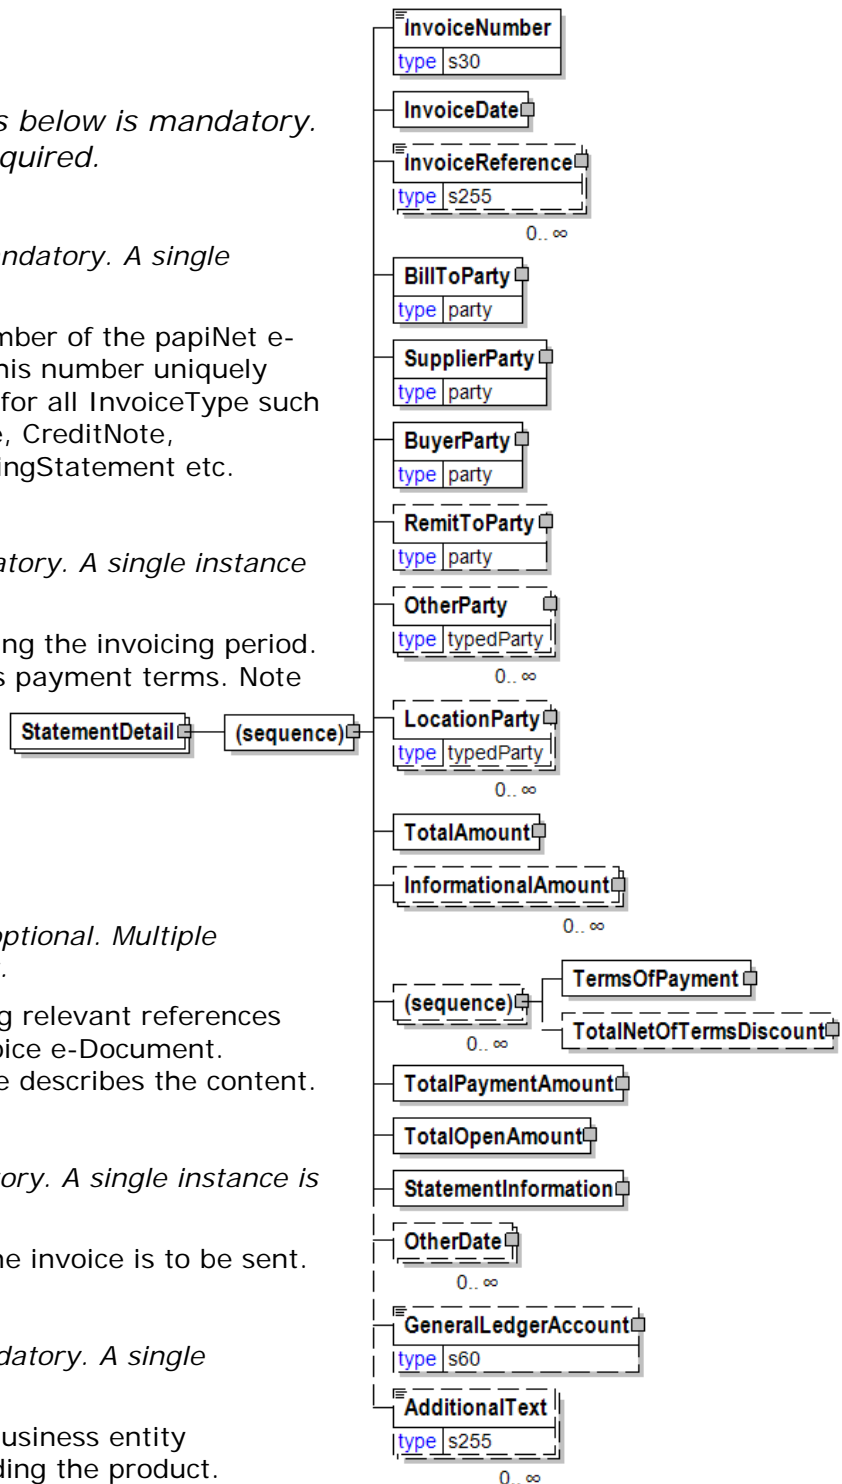 s below is mandatory.
quired.
ndatory. A single
mber of the papiNet e-
his number uniquely
for all InvoiceType such
e, CreditNote,
ingStatement etc.
atory. A single instance
ing the invoicing period.
s payment terms. Note
ptional. Multiple
.
g relevant references
oice e-Document.
e describes the content.
ory. A single instance is
he invoice is to be sent.
datory. A single
usiness entity
ding the product.
StatementDetail
(sequence)
InvoiceNumber
type s30
InvoiceDate
InvoiceReference
type s255
0.. ∞
BillToParty
type party
SupplierParty
type party
BuyerParty
type party
RemitToParty
type party
OtherParty
type typedParty
0.. ∞
LocationParty
type typedParty
0.. ∞
TotalAmount
InformationalAmount
0.. ∞
(sequence)
0.. ∞
TermsOfPayment
TotalNetOfTermsDiscount
TotalPaymentAmount
TotalOpenAmount
StatementInformation
OtherDate
0.. ∞
GeneralLedgerAccount
type s60
AdditionalText
type s255
0.. ∞